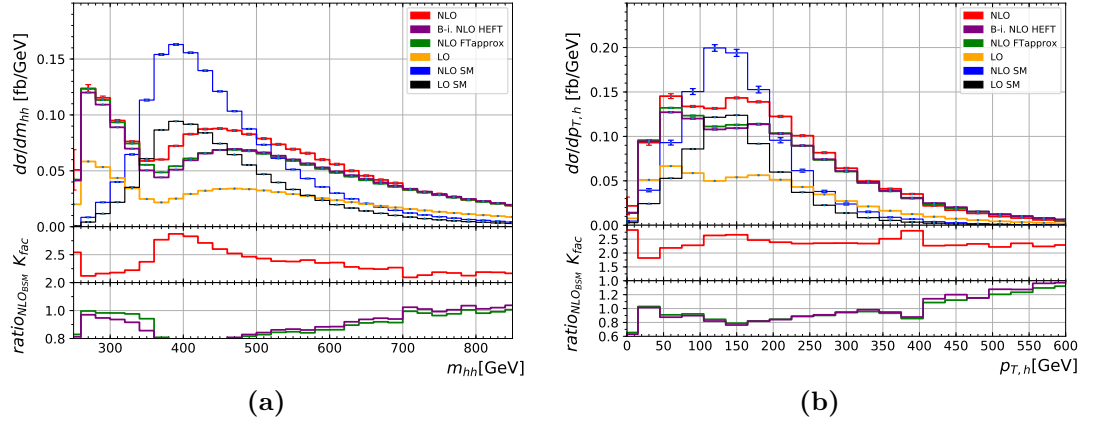 dσ/dm_hh [fb/GeV]
0.15
0.10
0.05
0.00
NLO
B-i. NLO HEFT
NLO FTapprox
LO
NLO SM
LO SM
K_fac
2.5
2.0
ratio_NLO_BSM
1.0
0.8
300 400 500 600 700 800
m_hh[GeV]
(a)
dσ/dp_T, h [fb/GeV]
0.20
0.15
0.10
0.05
0.00
NLO
B-i. NLO HEFT
NLO FTapprox
LO
NLO SM
LO SM
K_fac
2.5
2.0
1.5
1.0
ratio_NLO_BSM
1.0
0.8
0.6
0 50 100 150 200 250 300 350 400 450 500 550 600
p_T, h[GeV]
(b)